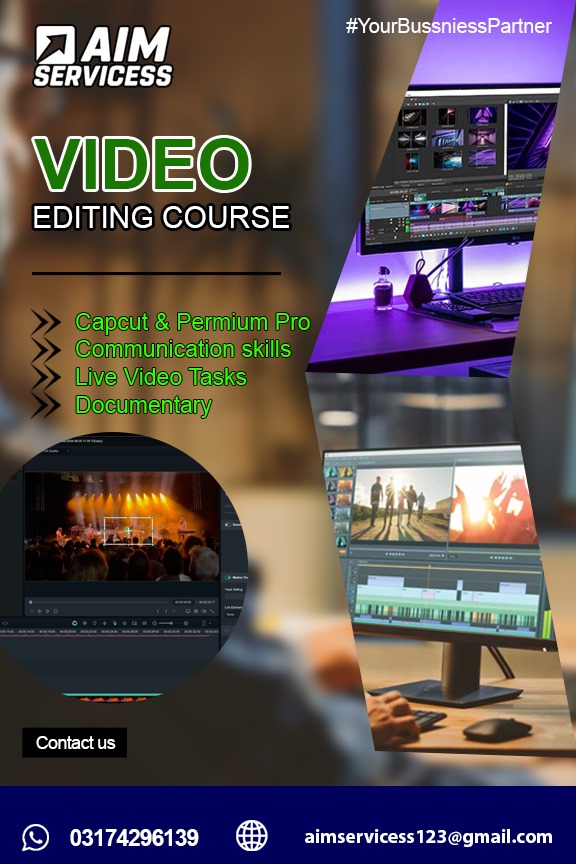 #YourBussniessPartner
AIM
SERVICESS
VIDEO
EDITING COURSE
Capcut & Permium Pro
Communication skills
Live Video Tasks
Documentary
Contact us
03174296139
aimservicess123@gmail.com